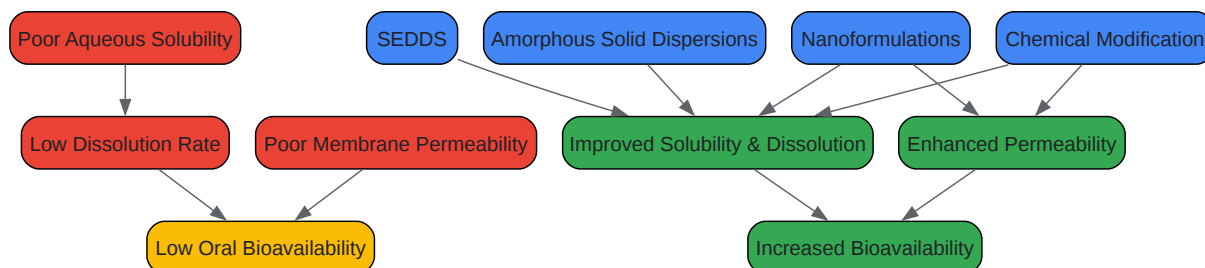 Poor Aqueous Solubility
SEDDS
Amorphous Solid Dispersions
Nanoformulations
Chemical Modification
Low Dissolution Rate
Poor Membrane Permeability
Improved Solubility & Dissolution
Enhanced Permeability
Low Oral Bioavailability
Increased Bioavailability